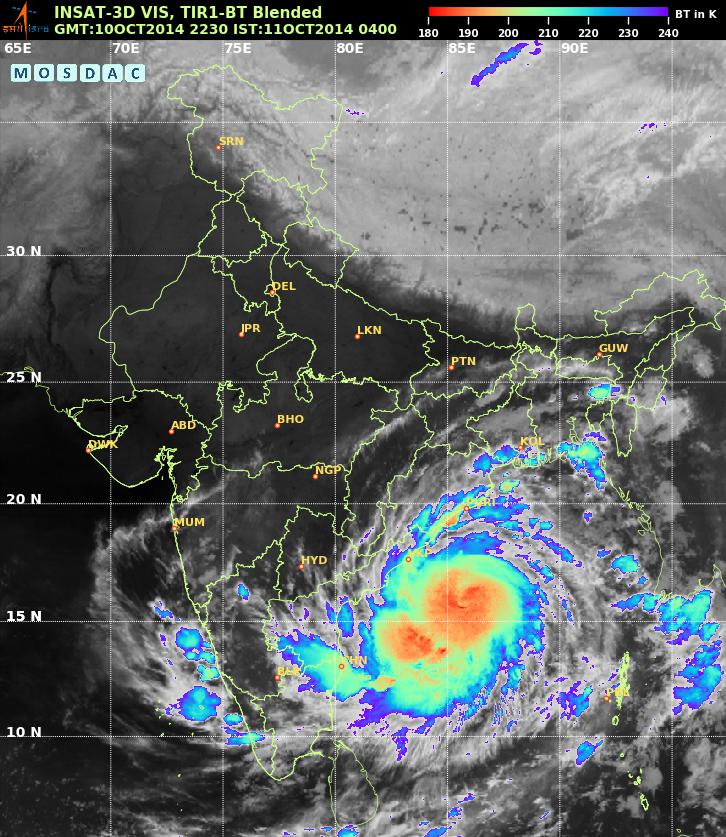 INSAT-3D VIS, TIR1-BT Blended
GMT:10OCT2014 2230 IST:11OCT2014 0400
BT in K
180 190 200 210 220 230 240
65E 70E 75E 80E 85E 90E
MOSDAC
SRN
30 N
DEL
JPR LKN
GUW
PTN
25 N
ABD BHO
DWK KOL
NGP
20 N
MUM
HYD
15 N
10 N